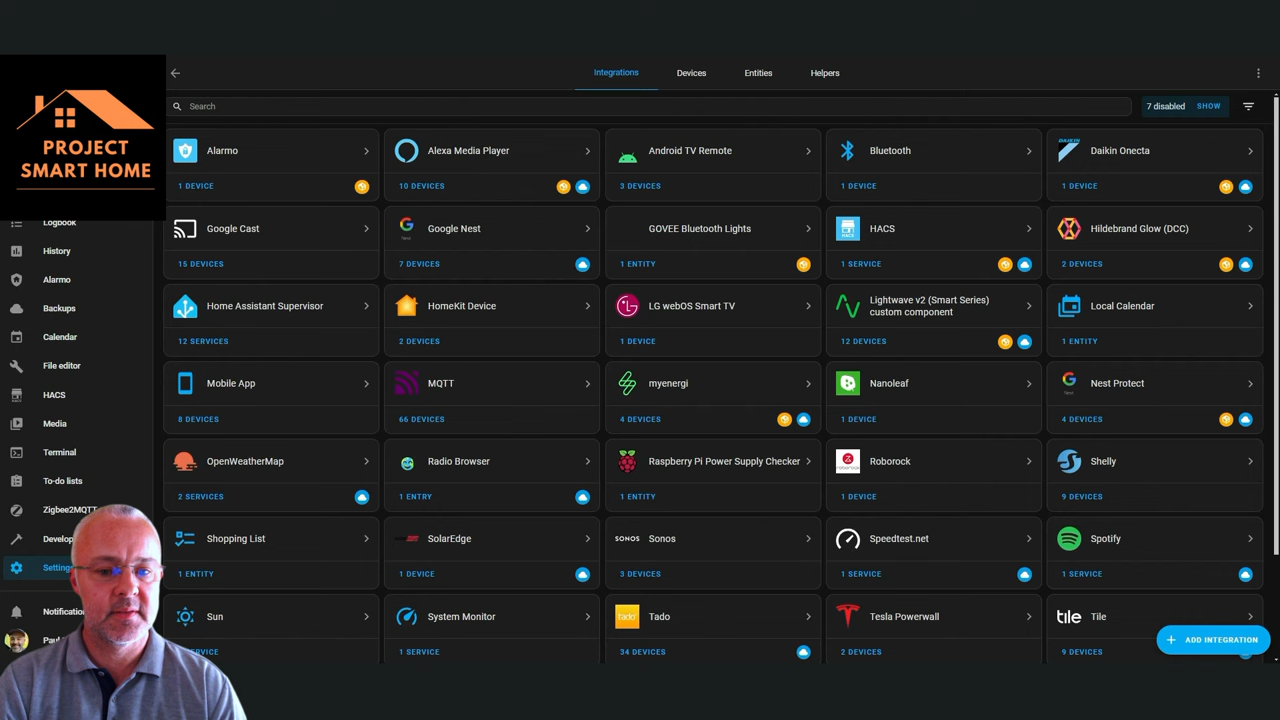 PROJECT
SMART HOME
Integrations
Devices
Entities
Helpers
Search
7 disabled
SHOW
Alarmo
1 DEVICE
Alexa Media Player
10 DEVICES
Android TV Remote
3 DEVICES
Bluetooth
1 DEVICE
DAIKIN
Daikin Onecta
1 DEVICE
Google Cast
15 DEVICES
Google Nest
7 DEVICES
GOVEE Bluetooth Lights
1 ENTITY
HACS
HACS
1 SERVICE
Hildebrand Glow (DCC)
2 DEVICES
Home Assistant Supervisor
12 SERVICES
HomeKit Device
2 DEVICES
LG webOS Smart TV
1 DEVICE
Lightwave v2 (Smart Series)
custom component
12 DEVICES
Local Calendar
1 ENTITY
Mobile App
8 DEVICES
MQTT
66 DEVICES
myenergi
4 DEVICES
Nanoleaf
1 DEVICE
Nest Protect
4 DEVICES
OpenWeatherMap
2 SERVICES
Radio Browser
1 ENTRY
Raspberry Pi Power Supply Checker
1 ENTITY
roborock
Roborock
1 DEVICE
Shelly
9 DEVICES
Shopping List
1 ENTITY
SolarEdge
1 DEVICE
SONOS
Sonos
3 DEVICES
Speedtest.net
1 SERVICE
Spotify
1 SERVICE
Sun
SERVICE
System Monitor
1 SERVICE
tado
Tado
34 DEVICES
Tesla Powerwall
2 DEVICES
tile
Tile
9 DEVICES
ADD INTEGRATION
Logbook
History
Alarmo
Backups
Calendar
File editor
HACS
Media
Terminal
To-do lists
Zigbee2MQTT
Develop
Settings
Notification
Paul